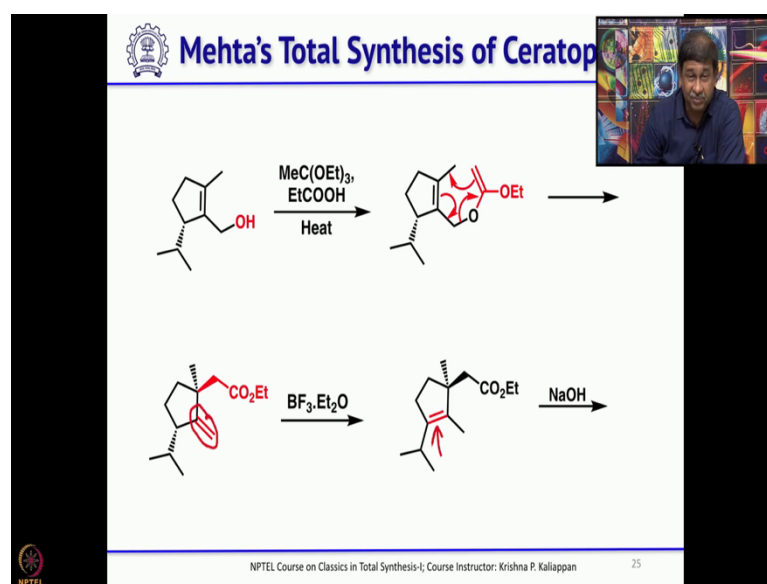 Mehta's Total Synthesis of Ceratop
MeC(OEt)3,
EtCOOH
Heat
OH
OEt
O
CO2Et
BF3.Et2O
CO2Et
NaOH
NPTEL Course on Classics in Total Synthesis-I; Course Instructor: Krishna P. Kaliappan
25
NPTEL